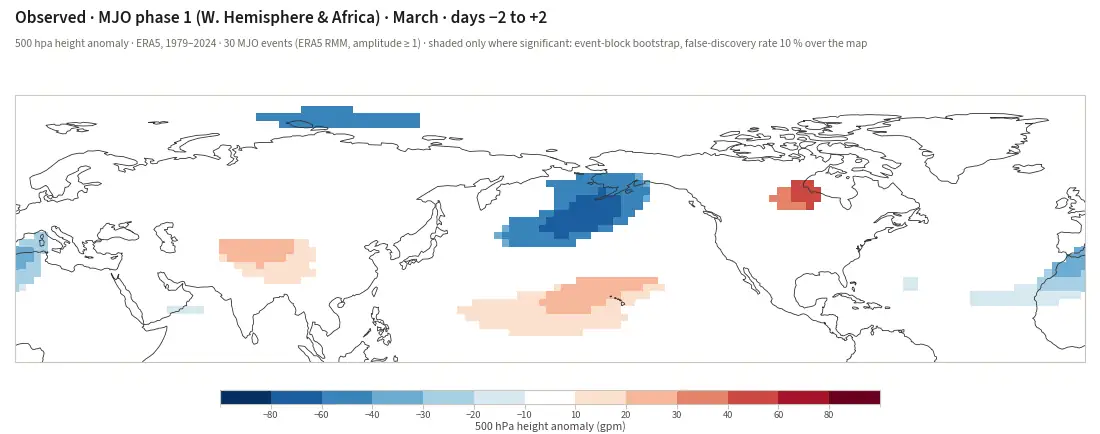 Observed · MJO phase 1 (W. Hemisphere & Africa) · March · days −2 to +2
500 hpa height anomaly · ERA5, 1979–2024 · 30 MJO events (ERA5 RMM, amplitude ≥ 1) · shaded only where significant: event-block bootstrap, false-discovery rate 10 % over the map
−80 −60 −40 −30 −20 −10 10 20 30 40 60 80
500 hPa height anomaly (gpm)